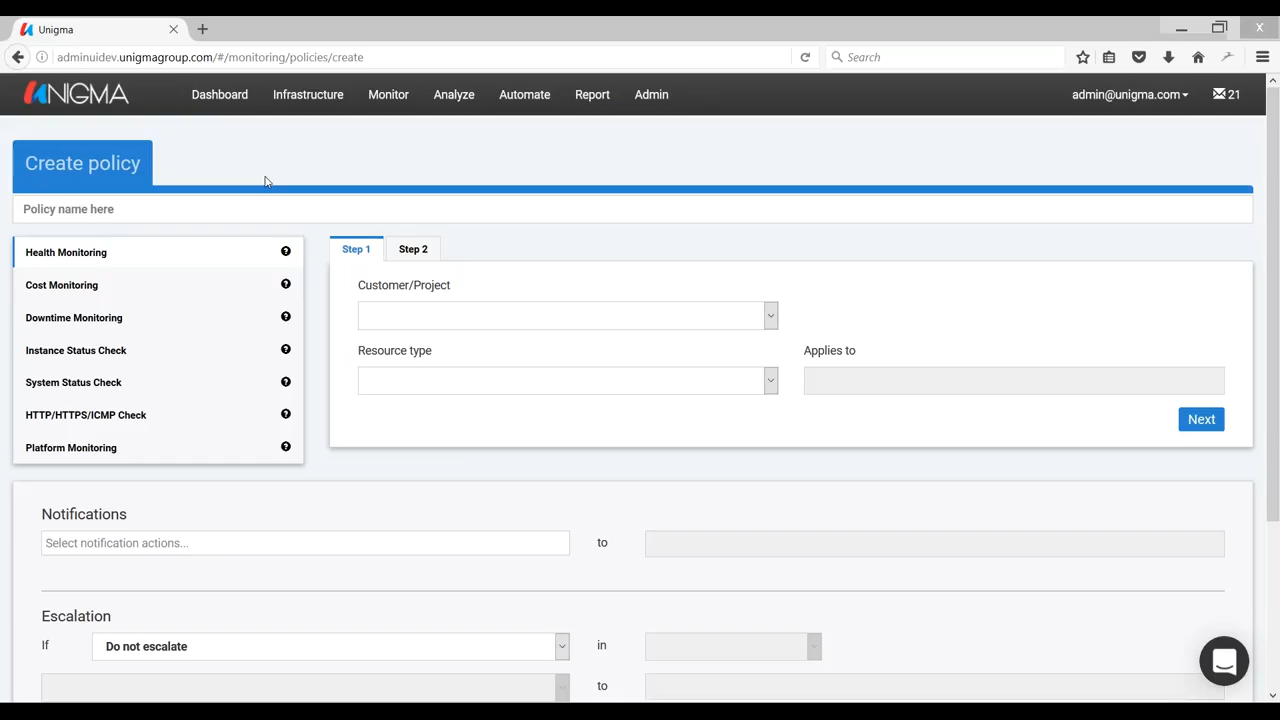 Unigma
adminuidev.unigmagroup.com/#/monitoring/policies/create
Search
UNIGMA
Dashboard Infrastructure Monitor Analyze Automate Report Admin admin@unigma.com 21
Create policy
Policy name here
Health Monitoring
Cost Monitoring
Downtime Monitoring
Instance Status Check
System Status Check
HTTP/HTTPS/ICMP Check
Platform Monitoring
Step 1 Step 2
Customer/Project
Resource type Applies to
Next
Notifications
Select notification actions... to
Escalation
If Do not escalate in
to